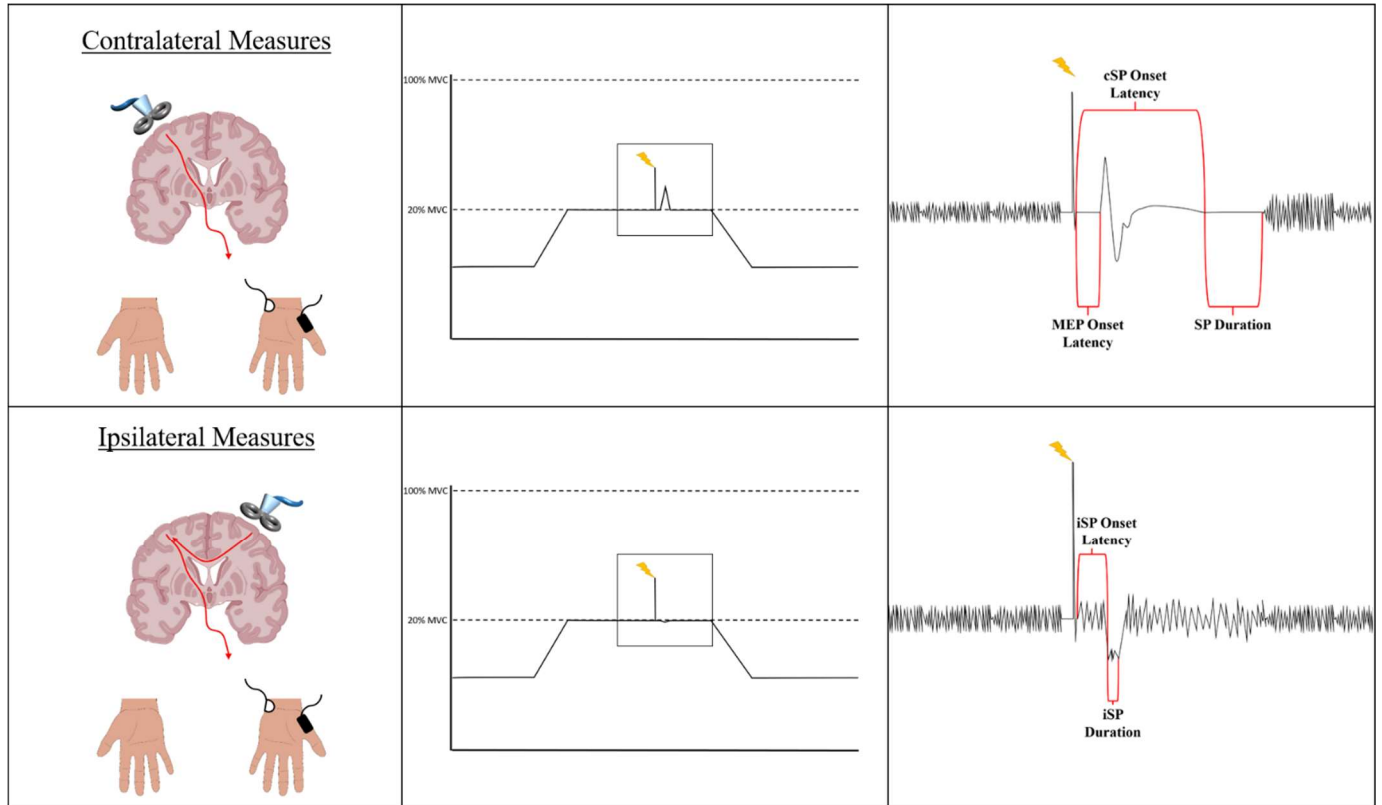 Contralateral Measures
100% MVC
20% MVC
cSP Onset
Latency
MEP Onset
Latency
SP Duration
Ipsilateral Measures
100% MVC
20% MVC
iSP Onset
Latency
iSP
Duration